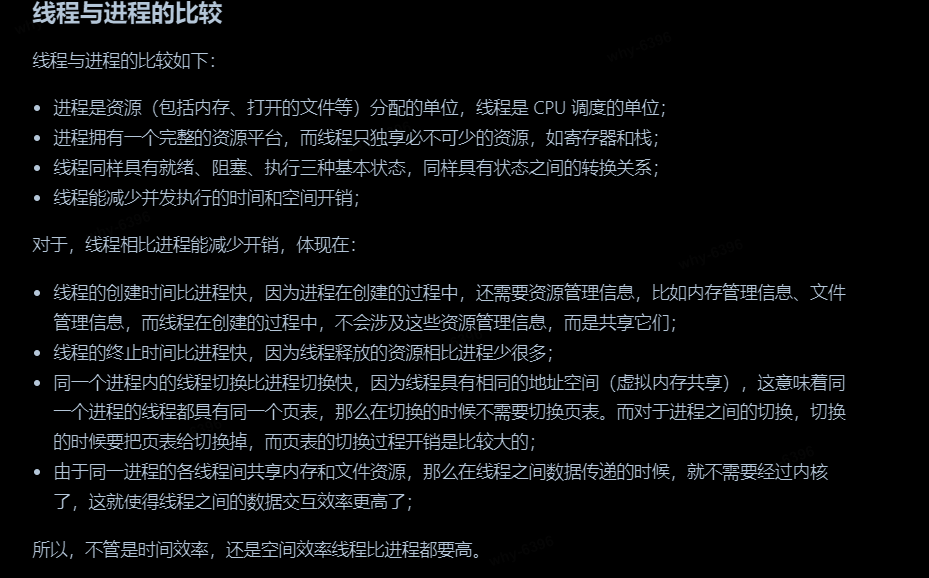 线程与进程的比较
why-6396
线程与进程的比较如下：
进程是资源（包括内存、打开的文件等）分配的单位，线程是 CPU 调度的单位；
进程拥有一个完整的资源平台，而线程只独享必不可少的资源，如寄存器和栈；
线程同样具有就绪、阻塞、执行三种基本状态，同样具有状态之间的转换关系；
线程能减少并发执行的时间和空间开销；
why-6396
对于，线程相比进程能减少开销，体现在：
why-6396
线程的创建时间比进程快，因为进程在创建的过程中，还需要资源管理信息，比如内存管理信息、文件
管理信息，而线程在创建的过程中，不会涉及这些资源管理信息，而是共享它们；
线程的终止时间比进程快，因为线程释放的资源相比进程少很多；
同一个进程内的线程切换比进程切换快，因为线程具有相同的地址空间（虚拟内存共享），这意味着同
一个进程的线程都具有同一个页表，那么在切换的时候不需要切换页表。而对于进程之间的切换，切换
的时候要把页表给切换掉，而页表的切换过程开销是比较大的；
由于同一进程的各线程间共享内存和文件资源，那么在线程之间数据传递的时候，就不需要经过内核
了，这就使得线程之间的数据交互效率更高了；
所以，不管是时间效率，还是空间效率线程比进程都要高。
why-6396